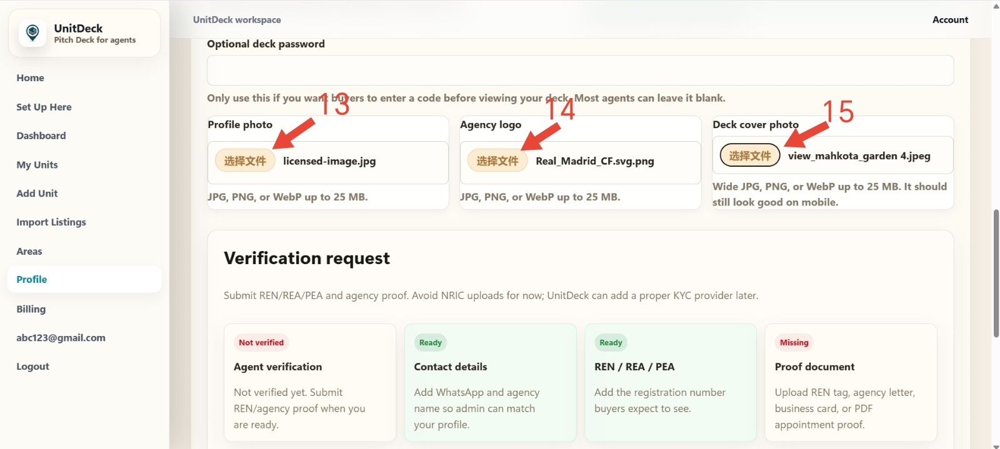 UnitDeck
Pitch Deck for agents
Home
Set Up Here
Dashboard
My Units
Add Unit
Import Listings
Areas
Profile
Billing
abc123@gmail.com
Logout
UnitDeck workspace
Account
Optional deck password
Only use this if you want buyers to enter a code before viewing your deck. Most agents can leave it blank.
13
14
15
Profile photo
选择文件 licensed-image.jpg
JPG, PNG, or WebP up to 25 MB.
Agency logo
选择文件 Real_Madrid_CF.svg.png
JPG, PNG, or WebP up to 25 MB.
Deck cover photo
选择文件 view_mahkota_garden 4.jpeg
Wide JPG, PNG, or WebP up to 25 MB. It should
still look good on mobile.
Verification request
Submit REN/REA/PEA and agency proof. Avoid NRIC uploads for now; UnitDeck can add a proper KYC provider later.
Not verified
Agent verification
Not verified yet. Submit
REN/agency proof when you
are ready.
Ready
Contact details
Add WhatsApp and agency
name so admin can match
your profile.
Ready
REN / REA / PEA
Add the registration number
buyers expect to see.
Missing
Proof document
Upload REN tag, agency letter,
business card, or PDF
appointment proof.